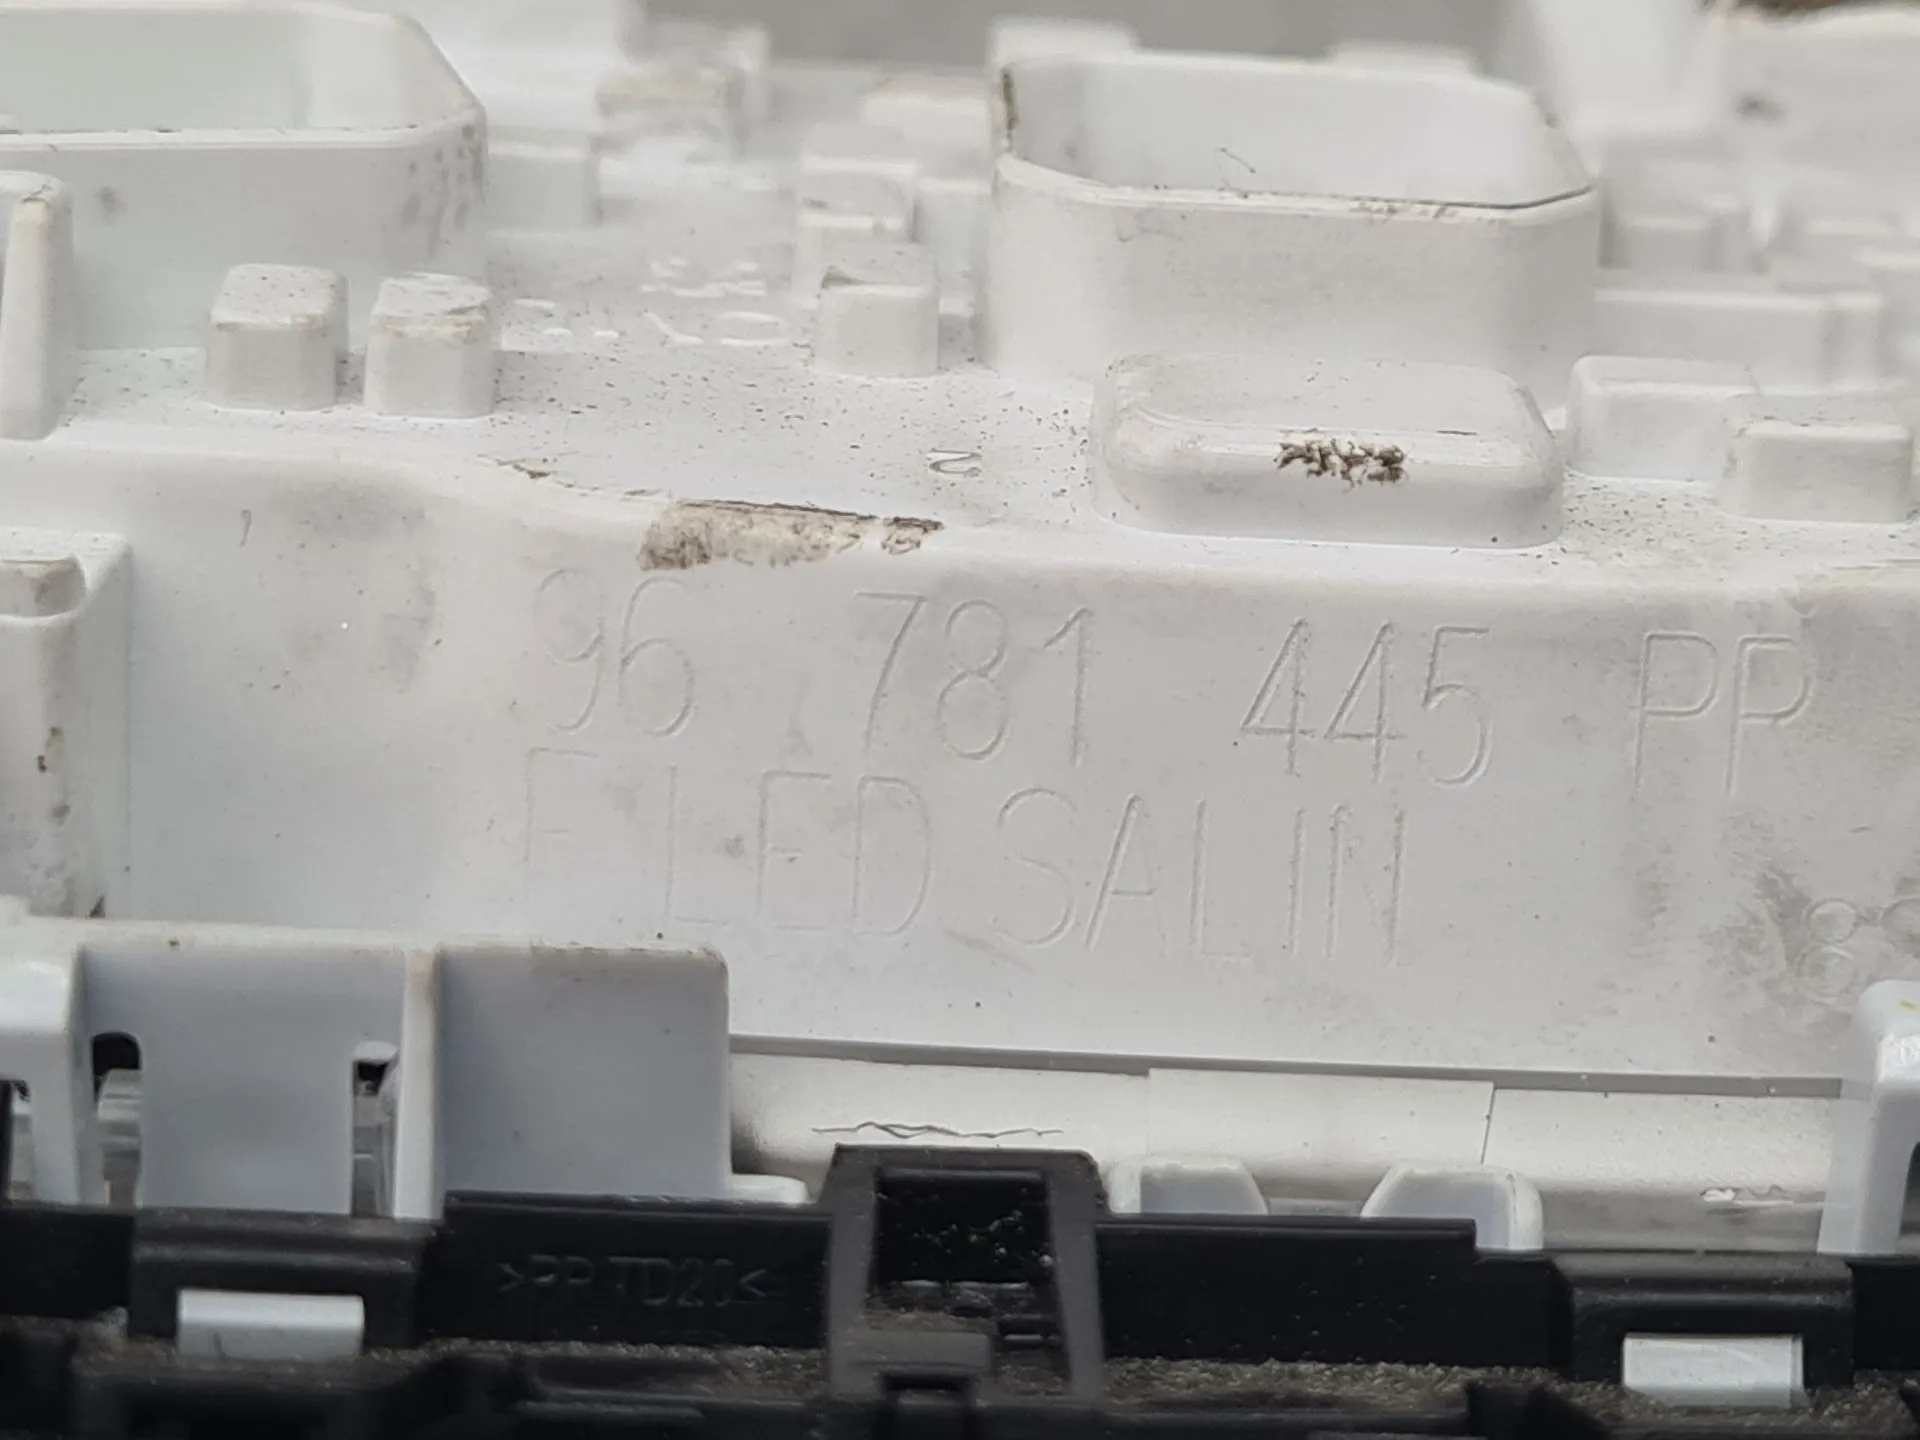 96 781 445 PP
E LED SALIN
>PP TD20<